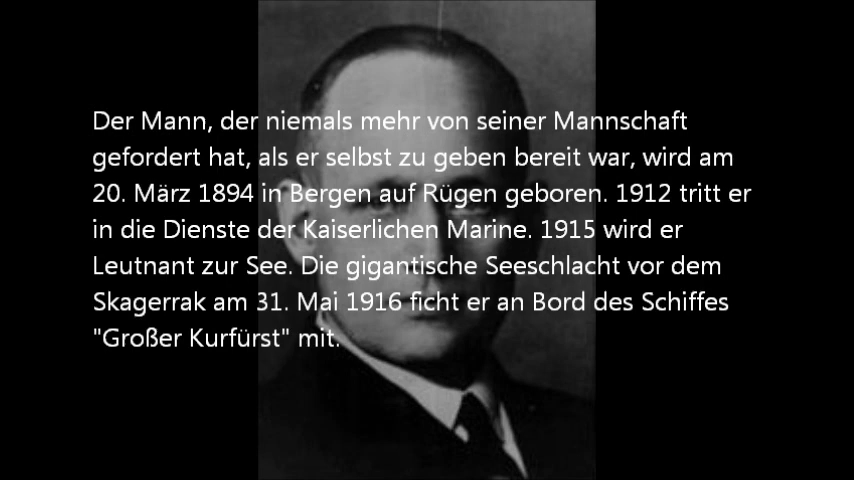 Der Mann, der niemals mehr von seiner Mannschaft
gefordert hat, als er selbst zu geben bereit war, wird am
20. März 1894 in Bergen auf Rügen geboren. 1912 tritt er
in die Dienste der Kaiserlichen Marine. 1915 wird er
Leutnant zur See. Die gigantische Seeschlacht vor dem
Skagerrak am 31. Mai 1916 ficht er an Bord des Schiffes
"Großer Kurfürst" mit.